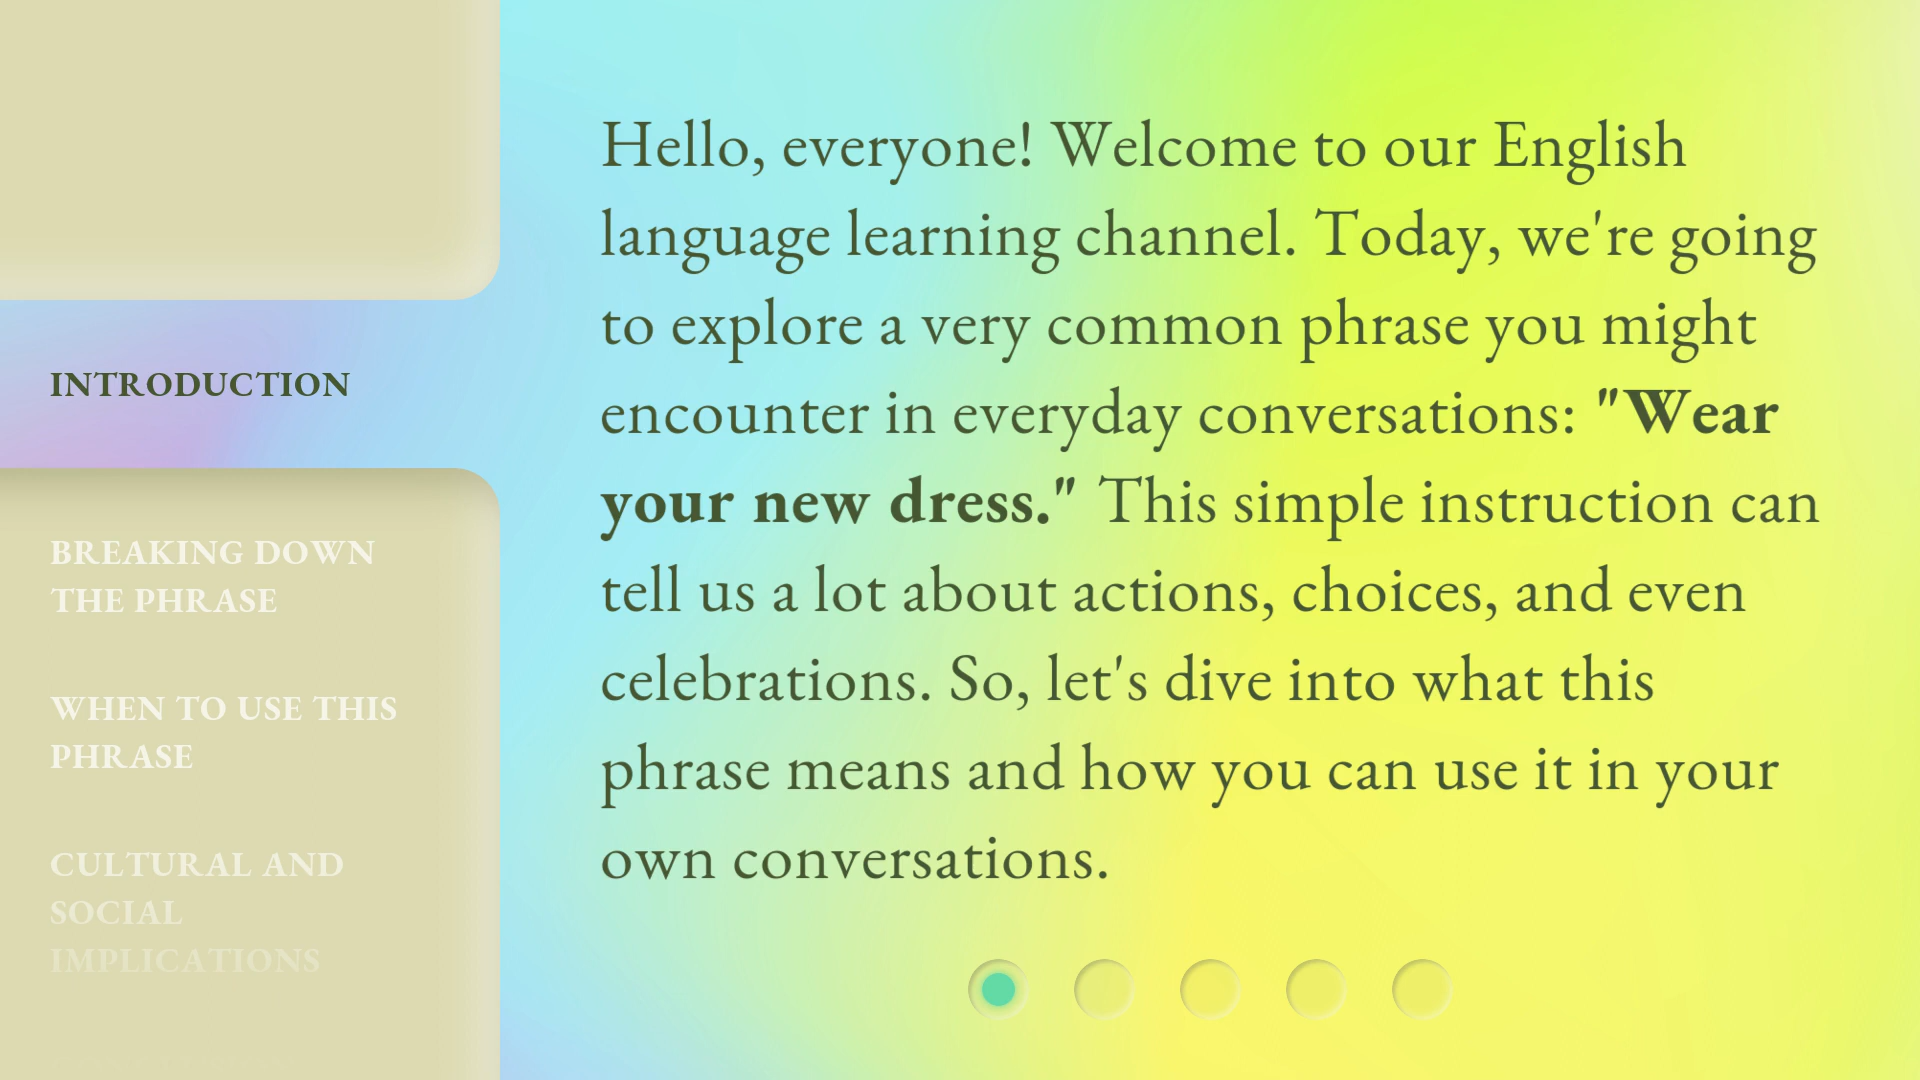 INTRODUCTION
BREAKING DOWN
THE PHRASE
WHEN TO USE THIS
PHRASE
CULTURAL AND
SOCIAL
IMPLICATIONS
Hello, everyone! Welcome to our English
language learning channel. Today, we're going
to explore a very common phrase you might
encounter in everyday conversations: "Wear
your new dress." This simple instruction can
tell us a lot about actions, choices, and even
celebrations. So, let's dive into what this
phrase means and how you can use it in your
own conversations.